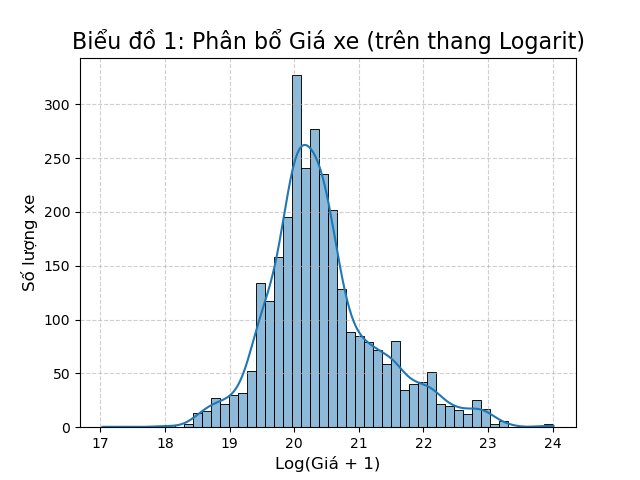 Biểu đồ 1: Phân bổ Giá xe (trên thang Logarit)
300
250
200
150
100
50
0
Số lượng xe
17 18 19 20 21 22 23 24
Log(Giá + 1)